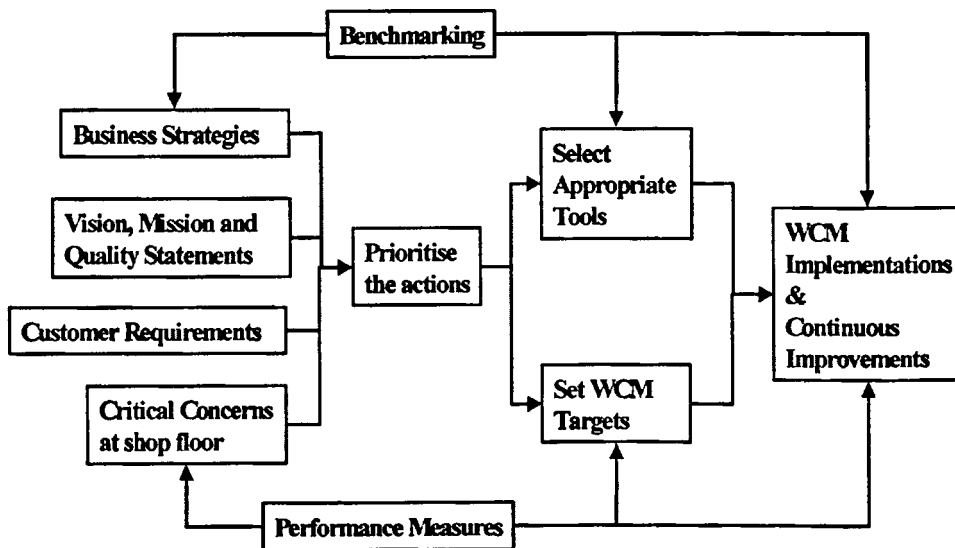 Benchmarking
Business Strategies
Vision, Mission and
Quality Statements
Customer Requirements
Critical Concerns
at shop floor
Prioritise
the actions
Select
Appropriate
Tools
Set WCM
Targets
WCM
Implementations
&
Continuous
Improvements
Performance Measures